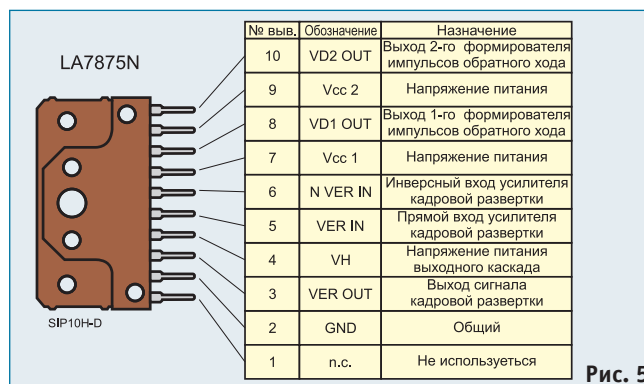 LA7875N
SIP10H-D
№ выв. Обозначение Назначение
10 VD2 OUT Выход 2-го формирователя
импульсов обратного хода
9 Vcc 2 Напряжение питания
8 VD1 OUT Выход 1-го формирователя
импульсов обратного хода
7 Vcc 1 Напряжение питания
6 N VER IN Инверсный вход усилителя
кадровой развертки
5 VER IN Прямой вход усилителя
кадровой развертки
4 VH Напряжение питания
выходного каскада
3 VER OUT Выход сигнала
кадровой развертки
2 GND Общий
1 n.c. Не используеться
Рис. 5